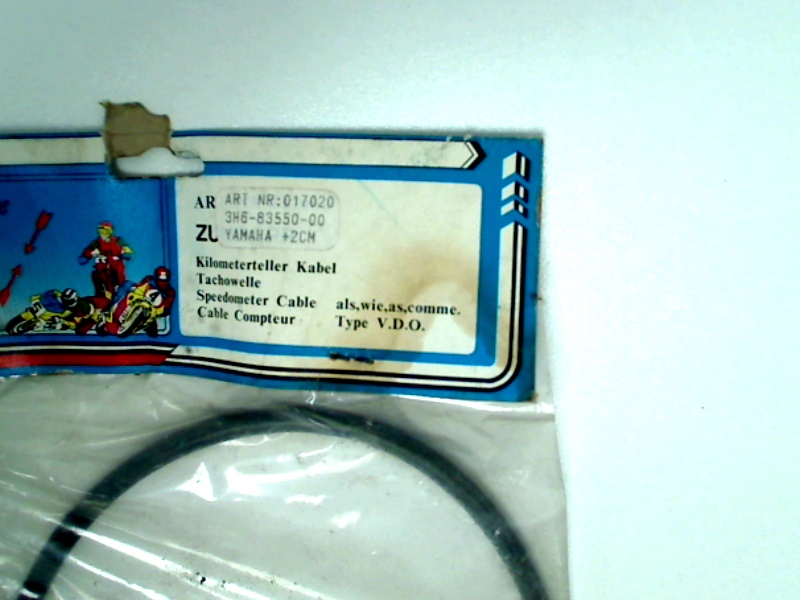 AR
ART NR:017020
3H6-83550-00
ZU
YAMAHA +2CM
Kilometerteller Kabel
Tachowelle
Speedometer Cable als,wie,as,comme.
Cable Compteur Type V.D.O.